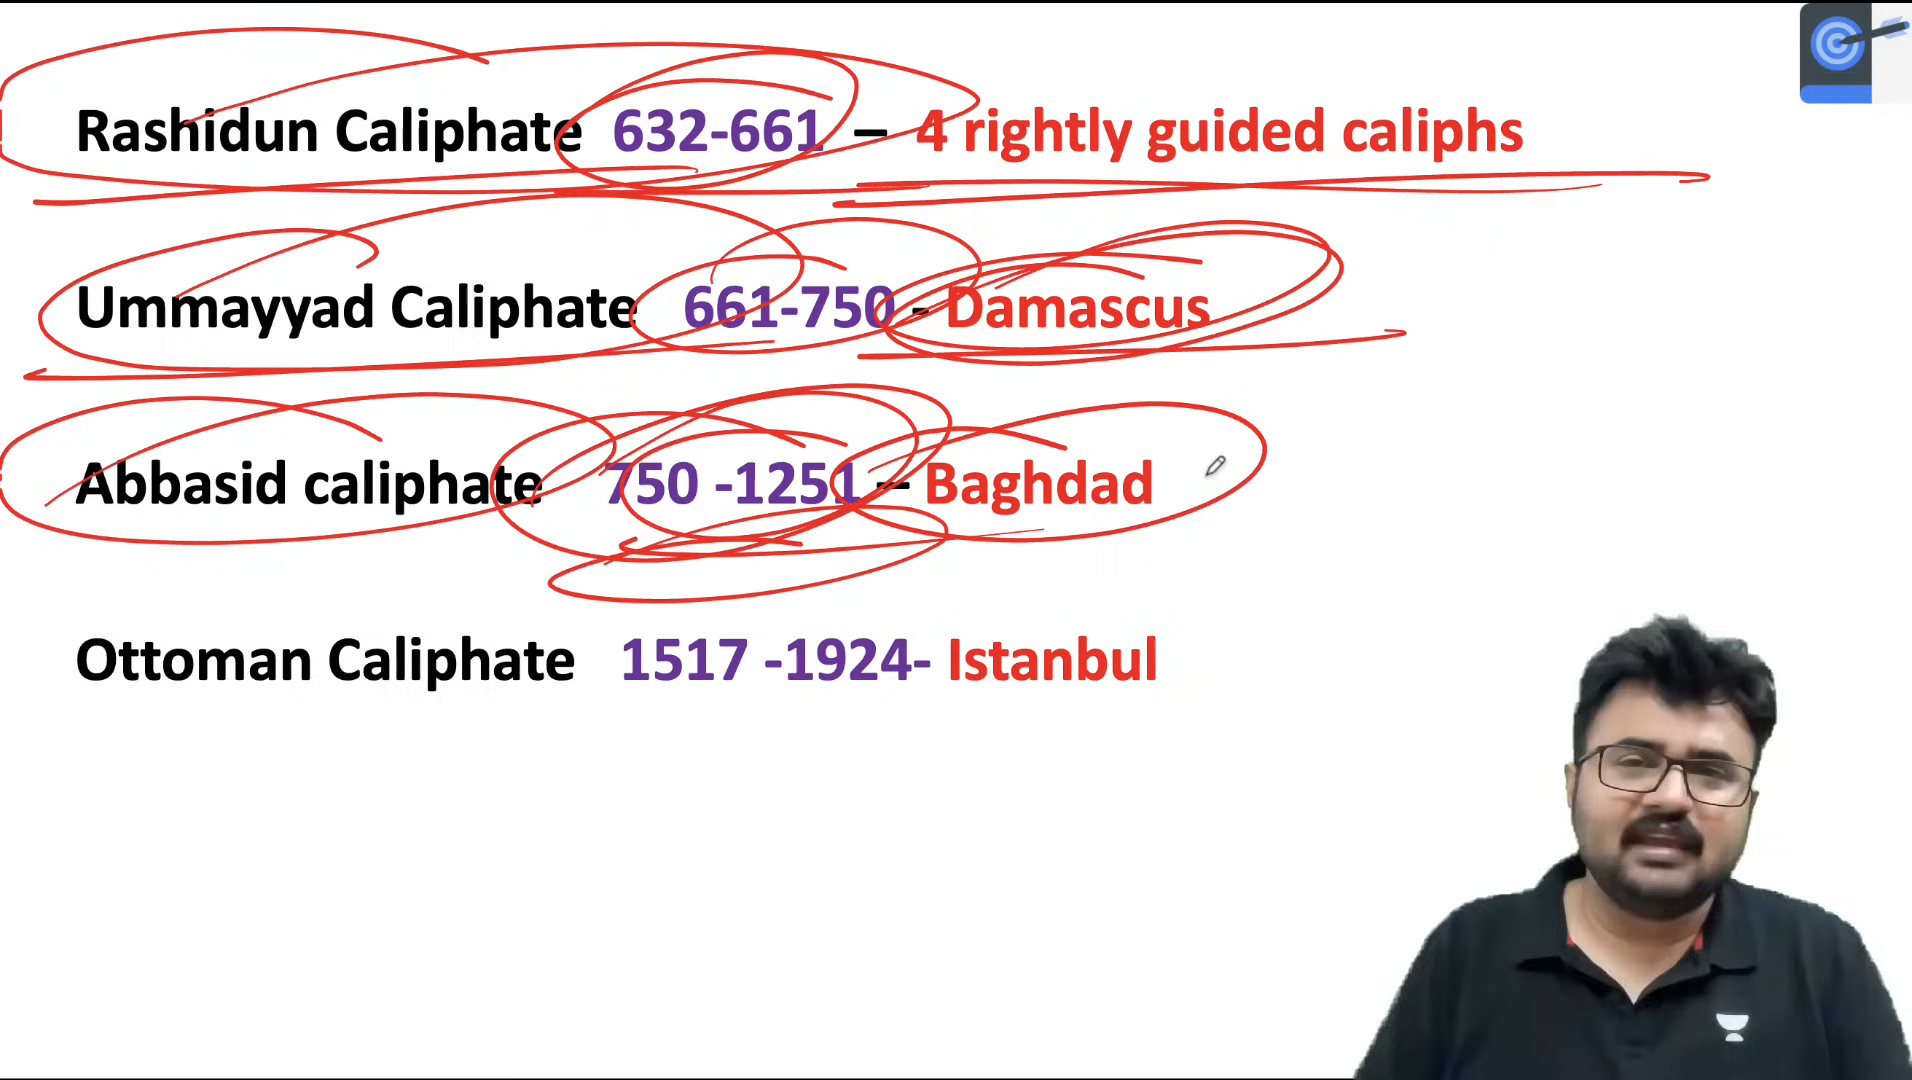 Rashidun Caliphate 632-661 – 4 rightly guided caliphs
Ummayyad Caliphate 661-750 - Damascus
Abbasid caliphate 750 -1251 – Baghdad
Ottoman Caliphate 1517 -1924- Istanbul